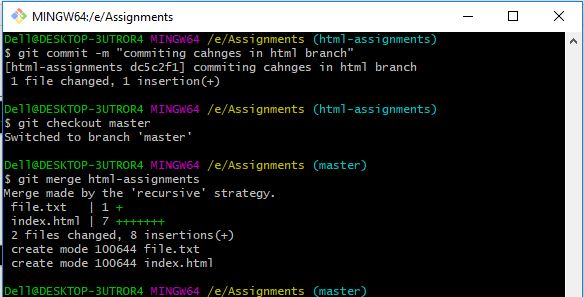 MINGW64:/e/Assignments
Dell@DESKTOP-3UTROR4 MINGW64 /e/Assignments (html-assignments)
$ git commit -m "commiting cahnges in html branch"
[html-assignments dc5c2f1] commiting cahnges in html branch
 1 file changed, 1 insertion(+)
Dell@DESKTOP-3UTROR4 MINGW64 /e/Assignments (html-assignments)
$ git checkout master
Switched to branch 'master'
Dell@DESKTOP-3UTROR4 MINGW64 /e/Assignments (master)
$ git merge html-assignments
Merge made by the 'recursive' strategy.
 file.txt   | 1 +
 index.html | 7 +++++++
 2 files changed, 8 insertions(+)
 create mode 100644 file.txt
 create mode 100644 index.html
Dell@DESKTOP-3UTROR4 MINGW64 /e/Assignments (master)